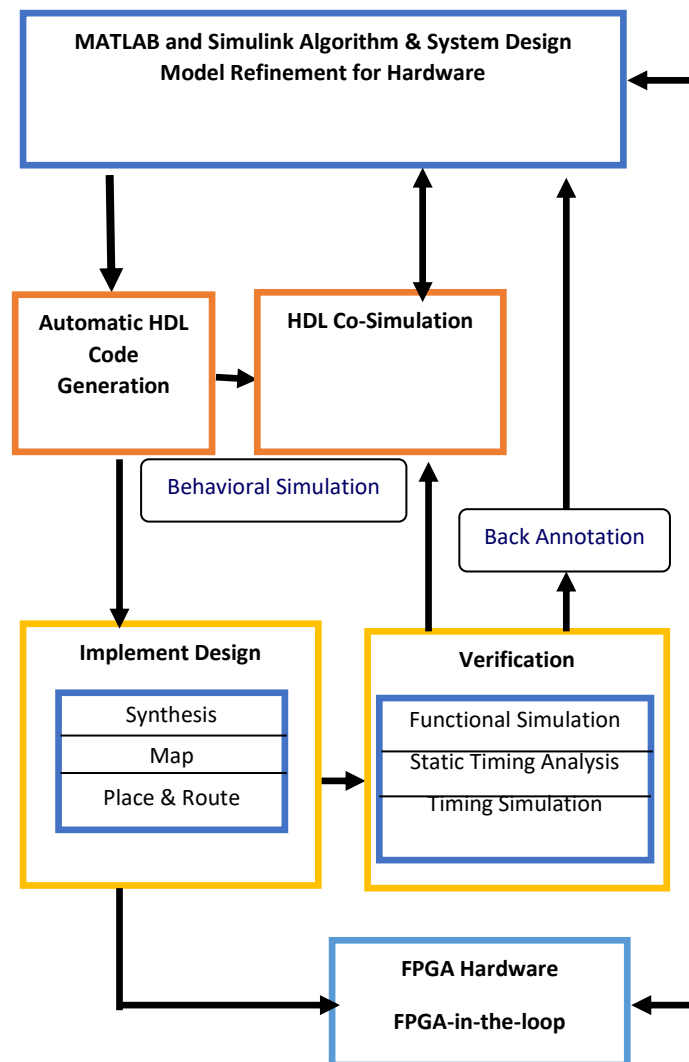 MATLAB and Simulink Algorithm & System Design
Model Refinement for Hardware
Automatic HDL
Code
Generation
HDL Co-Simulation
Behavioral Simulation
Back Annotation
Implement Design
Synthesis
Map
Place & Route
Verification
Functional Simulation
Static Timing Analysis
Timing Simulation
FPGA Hardware
FPGA-in-the-loop